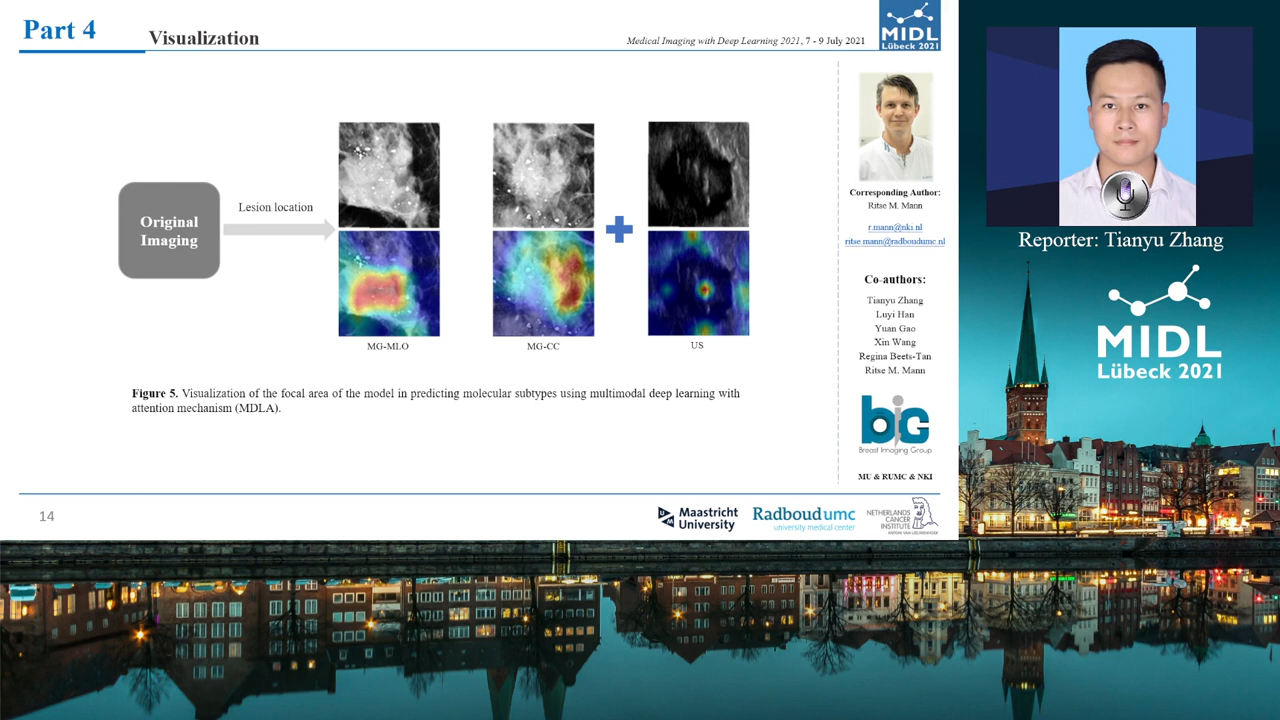 Part 4
Visualization
Medical Imaging with Deep Learning 2021, 7 - 9 July 2021
MIDL
Lübeck 2021
Original
Imaging
Lesion location
MG-MLO
MG-CC
US
Figure 5. Visualization of the focal area of the model in predicting molecular subtypes using multimodal deep learning with
attention mechanism (MDLA).
Corresponding Author:
Ritse M. Mann
r.mann@nki.nl
ritse.mann@radboudumc.nl
Co-authors:
Tianyu Zhang
Luyi Han
Yuan Gao
Xin Wang
Regina Beets-Tan
Ritse M. Mann
big
Breast Imaging Group
MU & RUMC & NKI
14
Maastricht
University
Radboudumc
university medical center
NETHERLANDS
CANCER
INSTITUTE
ANTONI VAN LEEUWENHOEK
Reporter: Tianyu Zhang
MIDL
Lübeck 2021